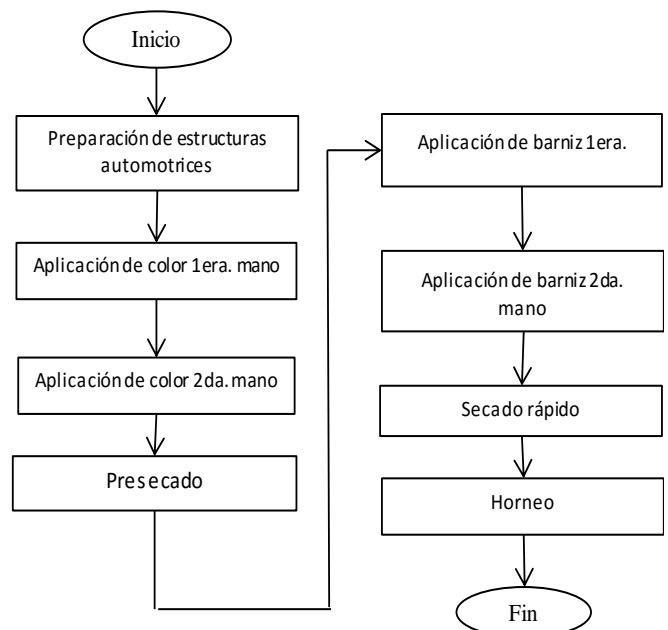 Inicio
Preparación de estructuras
automotrices
Aplicación de color 1era. mano
Aplicación de color 2da. mano
Presecado
Aplicación de barniz 1era.
Aplicación de barniz 2da.
mano
Secado rápido
Horneo
Fin